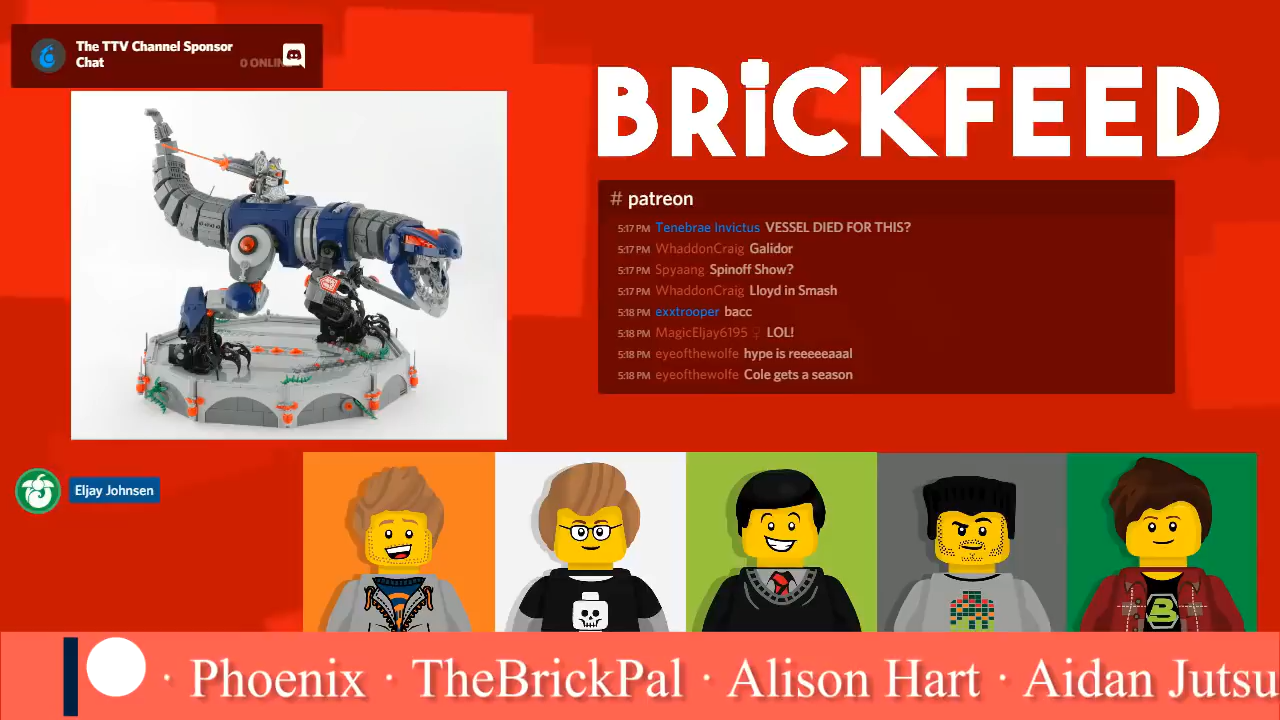 The TTV Channel Sponsor
Chat
0 ONLIN
BRICKFEED
# patreon
5:17 PM Tenebrae Invictus VESSEL DIED FOR THIS?
5:17 PM WhaddonCraig Galidor
5:17 PM Spyaang Spinoff Show?
5:17 PM WhaddonCraig Lloyd in Smash
5:18 PM exxtrooper bacc
5:18 PM MagicEljay6195 LOL!
5:18 PM eyeofthewolfe hype is reeeeeaaal
5:18 PM eyeofthewolfe Cole gets a season
Eljay Johnsen
B
· Phoenix · TheBrickPal · Alison Hart · Aidan Jutsu